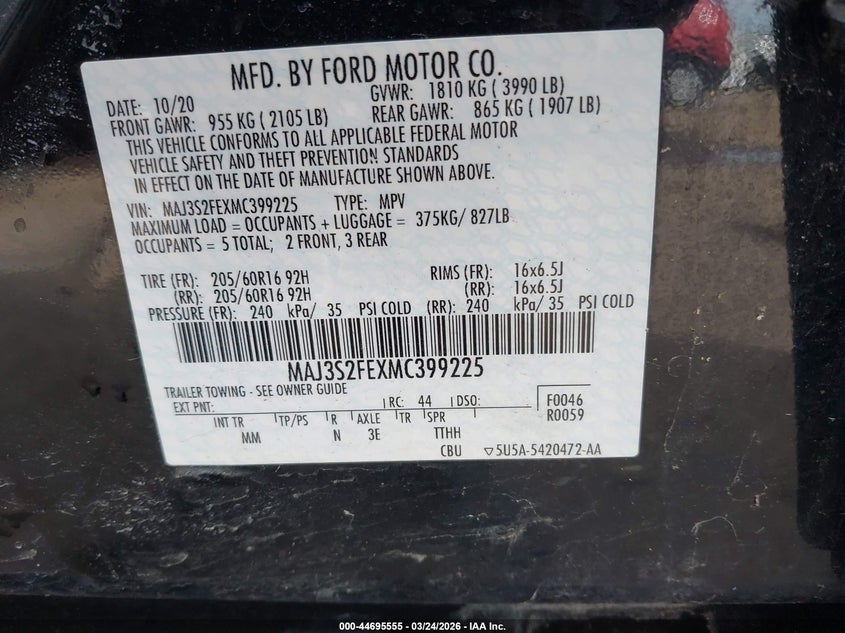 MFD. BY FORD MOTOR CO.
DATE: 10/20 GVWR: 1810 KG ( 3990 LB)
FRONT GAWR: 955 KG ( 2105 LB) REAR GAWR: 865 KG ( 1907 LB)
THIS VEHICLE CONFORMS TO ALL APPLICABLE FEDERAL MOTOR
VEHICLE SAFETY AND THEFT PREVENTION STANDARDS
IN EFFECT ON THE DATE OF MANUFACTURE SHOWN ABOVE.
VIN: MAJ3S2FEXMC399225 TYPE: MPV
MAXIMUM LOAD = OCCUPANTS + LUGGAGE = 375KG/ 827LB
OCCUPANTS = 5 TOTAL; 2 FRONT, 3 REAR
TIRE (FR): 205/60R16 92H RIMS (FR): 16x6.5J
(RR): 205/60R16 92H (RR): 16x6.5J
PRESSURE (FR): 240 kPa/ 35 PSI COLD (RR): 240 kPa/ 35 PSI COLD
MAJ3S2FEXMC399225
TRAILER TOWING - SEE OWNER GUIDE
EXT PNT: RC: 44 DSO: F0046
INT TR TP/PS R AXLE TR SPR R0059
MM N 3E TTHH
CBU ▽5U5A-5420472-AA
000-44695555 - 03/24/2026 - IAA Inc.